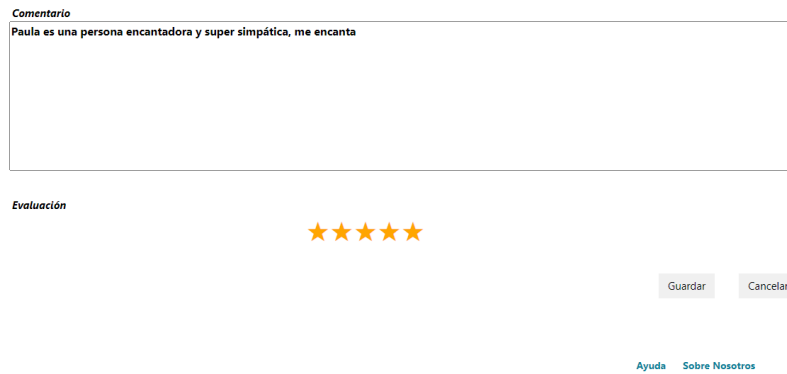 Comentario
Paula es una persona encantadora y super simpática, me encanta
Evaluación
Guardar Cancelar
Ayuda Sobre Nosotros